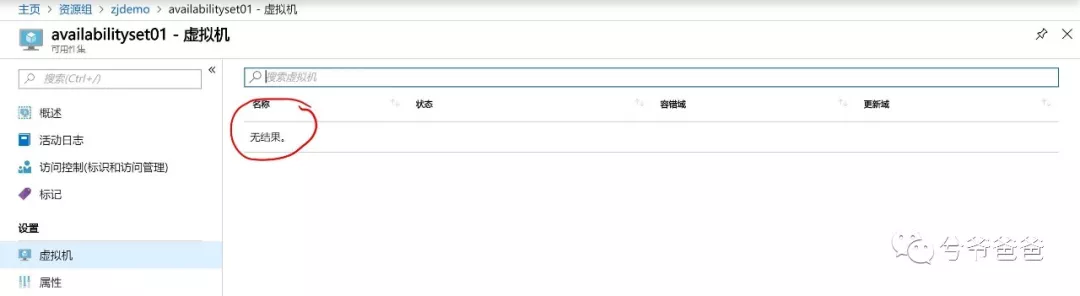 主页 > 资源组 > zjdemo > availabilityset01 - 虚拟机
availabilityset01 - 虚拟机
可用性集
搜索(Ctrl+/)
«
概述
活动日志
访问控制(标识和访问管理)
标记
设置
虚拟机
属性
搜索虚拟机
名称 状态 容错域 更新域
无结果。
兮爷爸爸